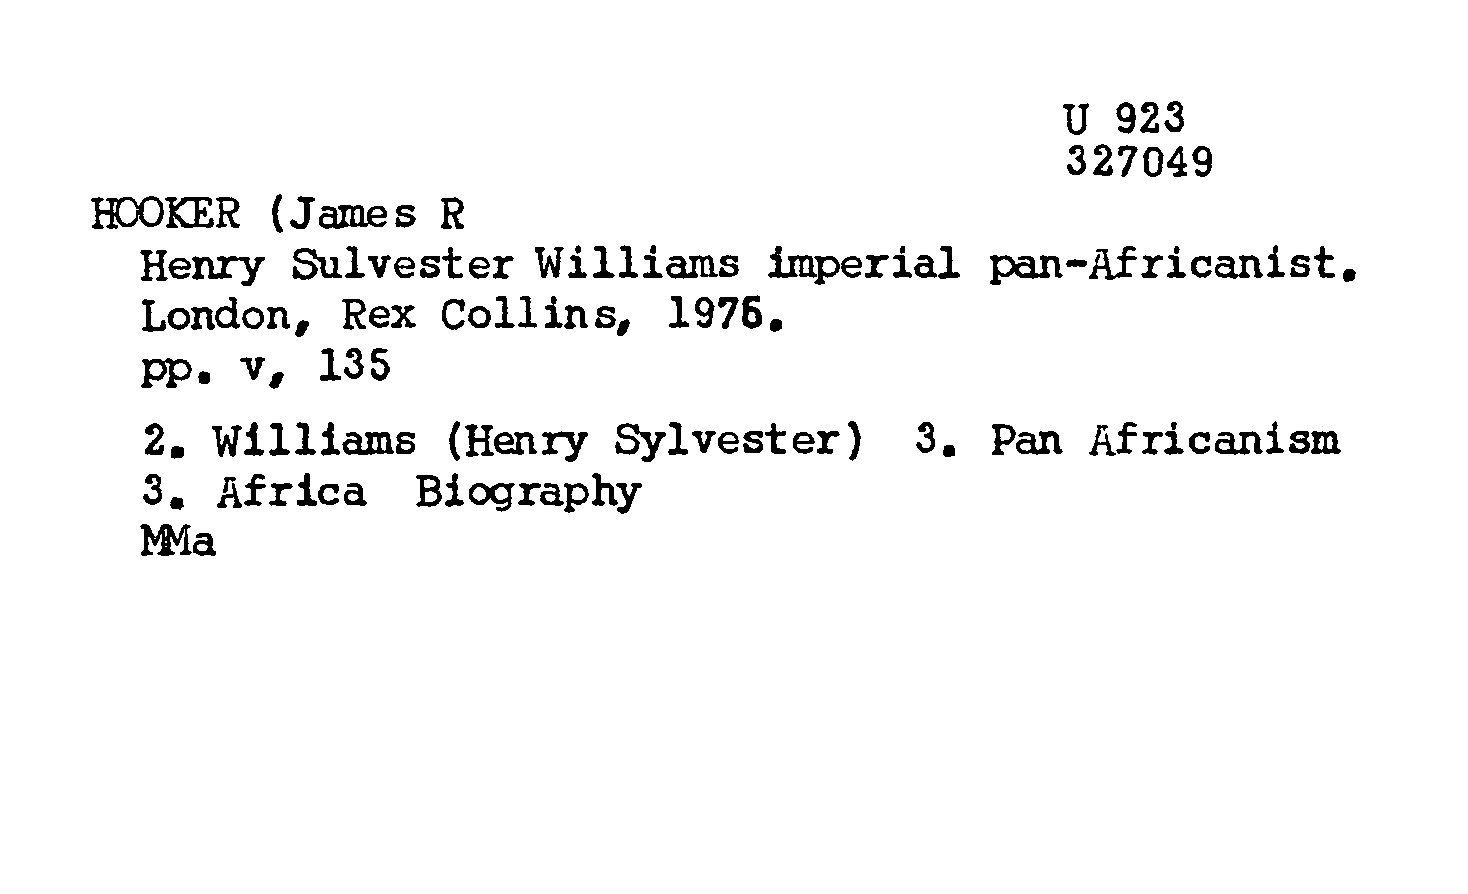 U 923
327049
HOOKER (James R
Henry Sulvester Williams imperial pan-Africanist.
London, Rex Collins, 1976.
pp. v, 135
2. Williams (Henry Sylvester) 3. Pan Africanism
3. Africa Biography
MMa